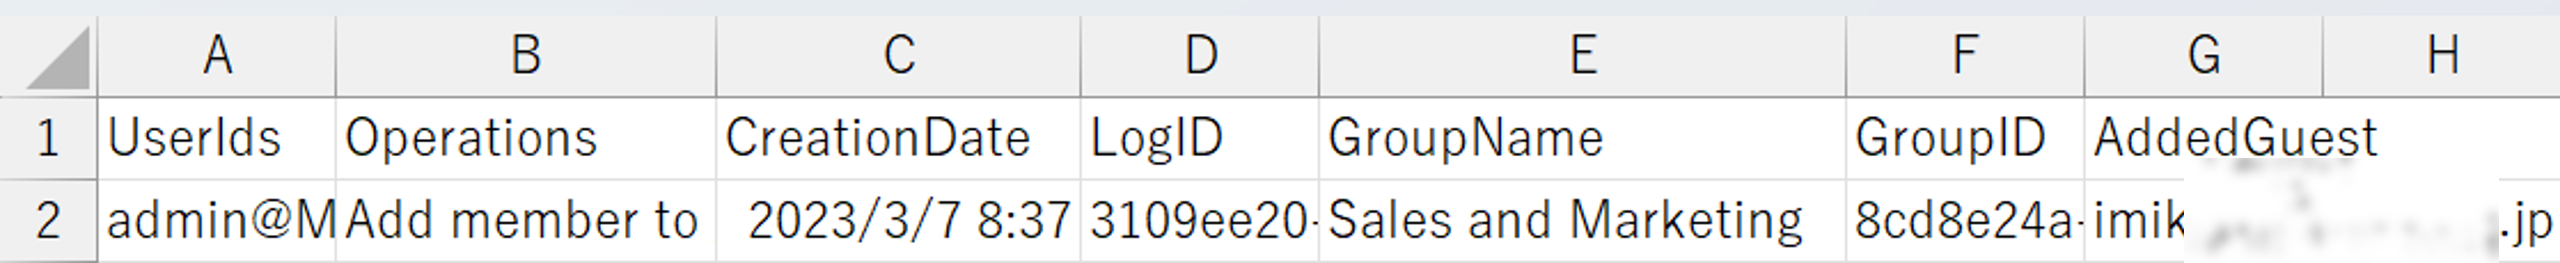 A B C D E F G H
1 UserIds Operations CreationDate LogID GroupName GroupID AddedGuest
2 admin@M Add member to 2023/3/7 8:37 3109ee20- Sales and Marketing 8cd8e24a- imik .jp